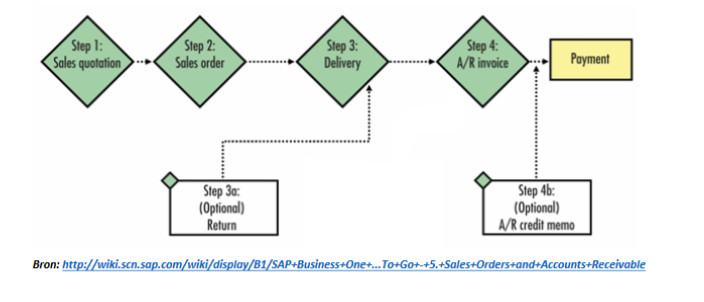 Step 1:
Sales quotation
Step 2:
Sales order
Step 3:
Delivery
Step 4:
A/R invoice
Payment
Step 3a:
(Optional)
Return
Step 4b:
(Optional)
A/R credit memo
Bron: http://wiki.scn.sap.com/wiki/display/B1/SAP+Business+One+...To+Go+-+5.+Sales+Orders+and+Accounts+Receivable